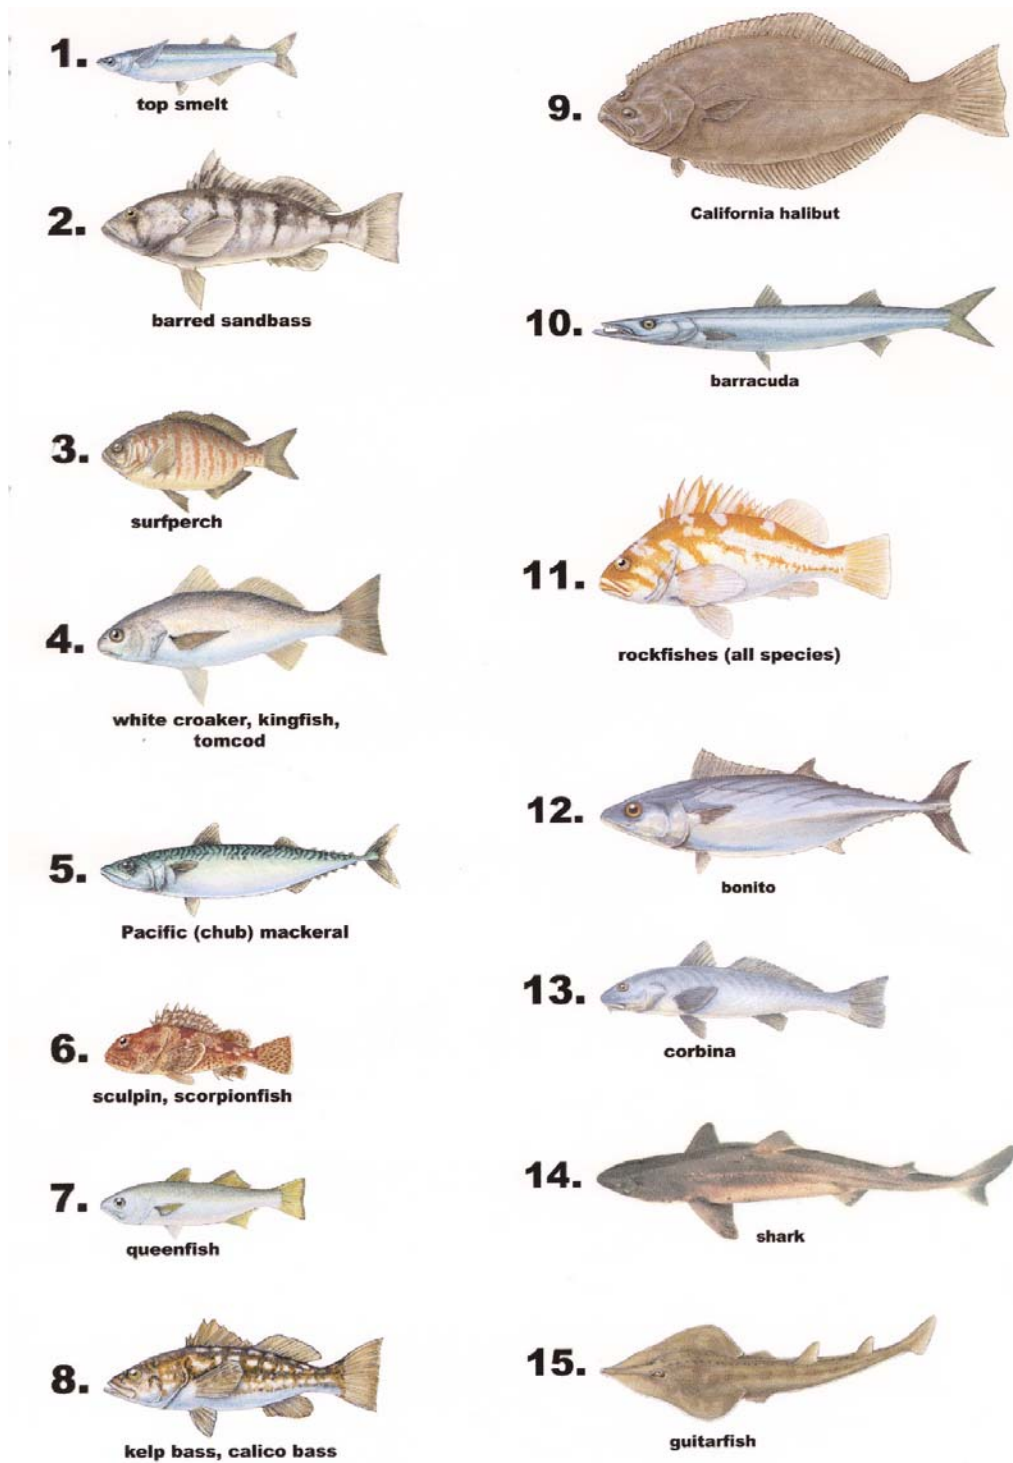 1.
top smelt
2.
barred sandbass
3.
surfperch
4.
white croaker, kingfish,
tomcod
5.
Pacific (chub) mackeral
6.
sculpin, scorpionfish
7.
queenfish
8.
kelp bass, calico bass
9.
California halibut
10.
barracuda
11.
rockfishes (all species)
12.
bonito
13.
corbina
14.
shark
15.
guitarfish